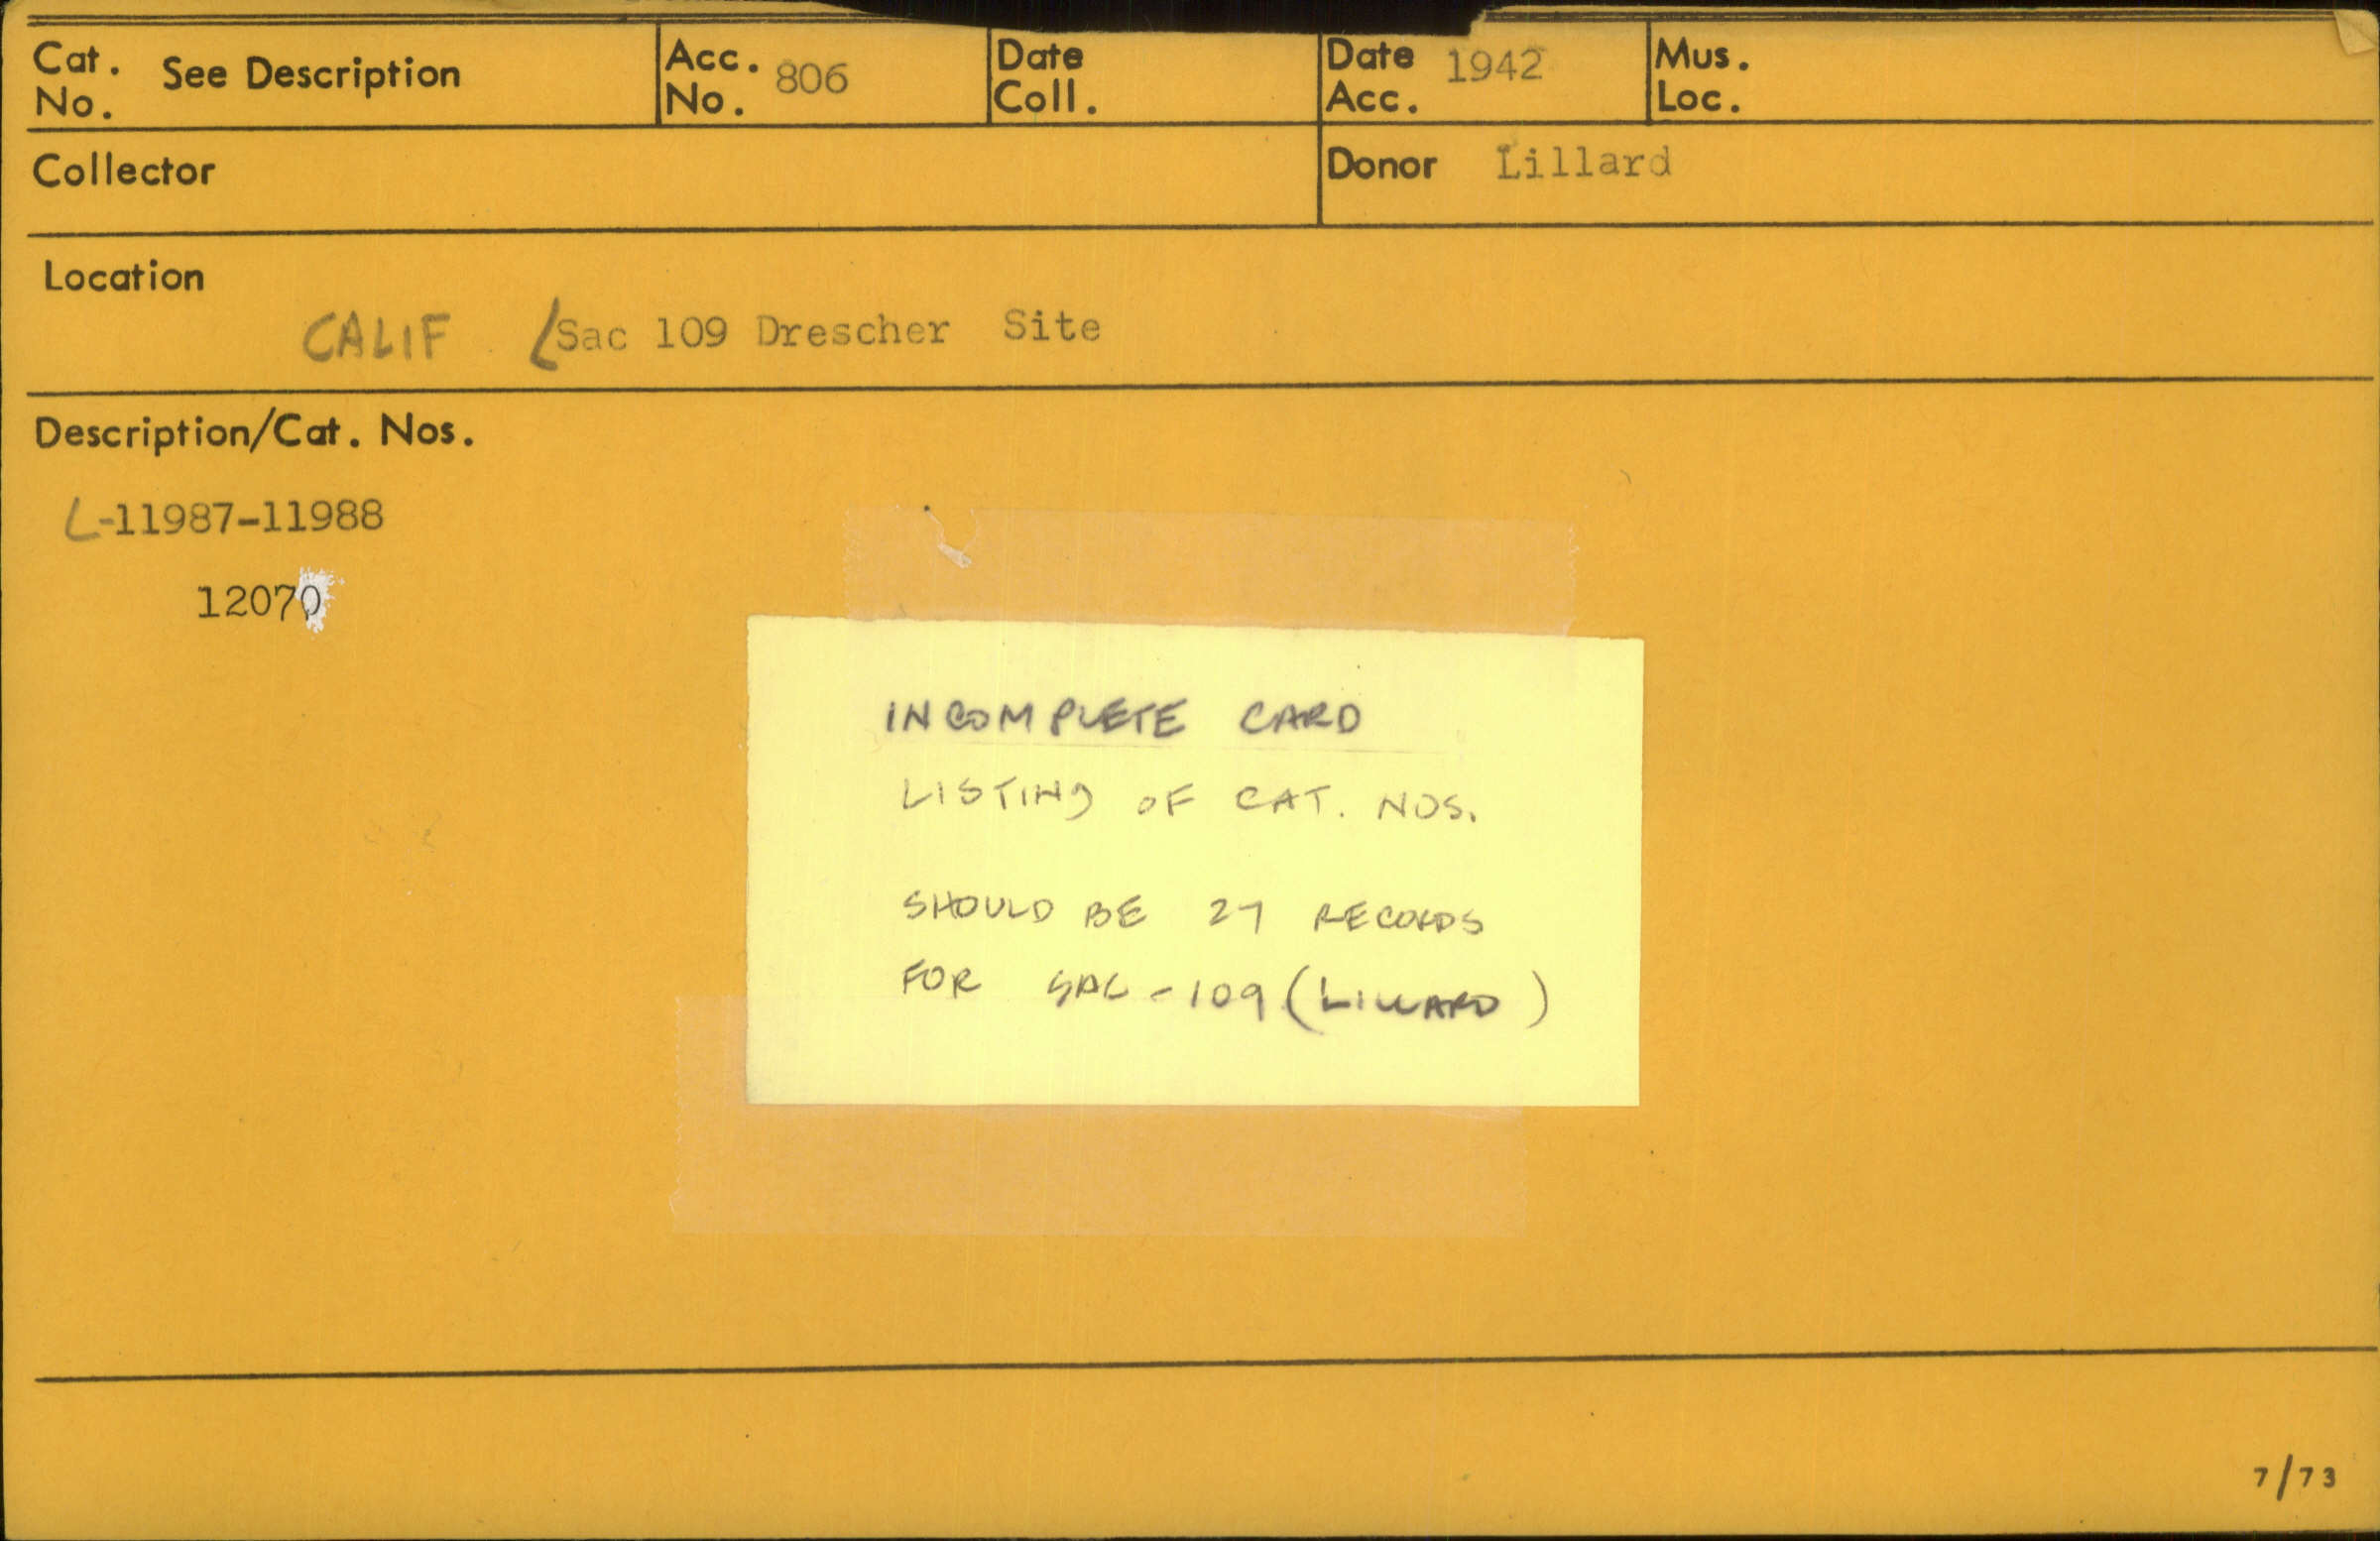 Cat. No. See Description
Acc. No. 806
Date Coll.
Date Acc. 1942
Mus. Loc.
Collector
Donor Lillard
Location
CALIF Sac 109 Drescher Site
Description/Cat. Nos.
L-11987-11988
12070
INCOMPLETE CARD
LISTING OF CAT. NOS.
SHOULD BE 27 RECORDS
FOR SAC-109 (LILLARD)
7/73